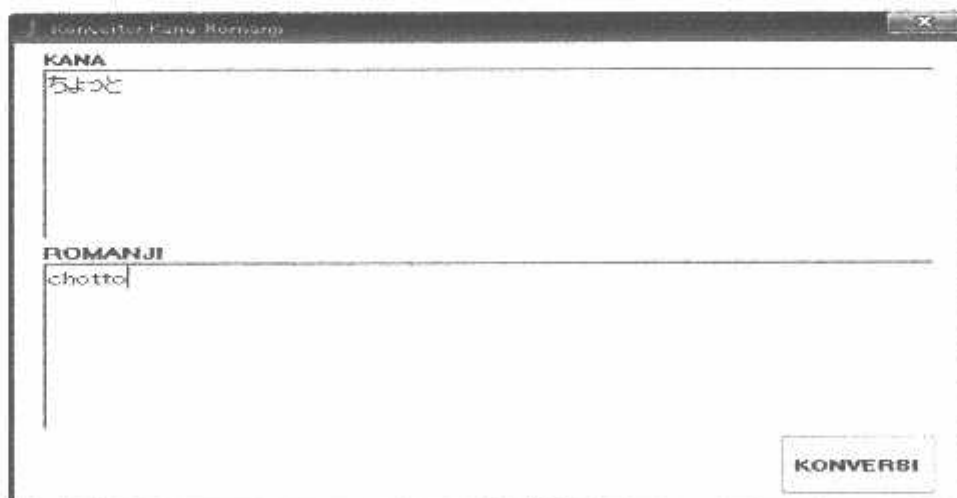 Konverter Kana Romanji
KANA
ちょっと
ROMANJI
chotto
KONVERSI